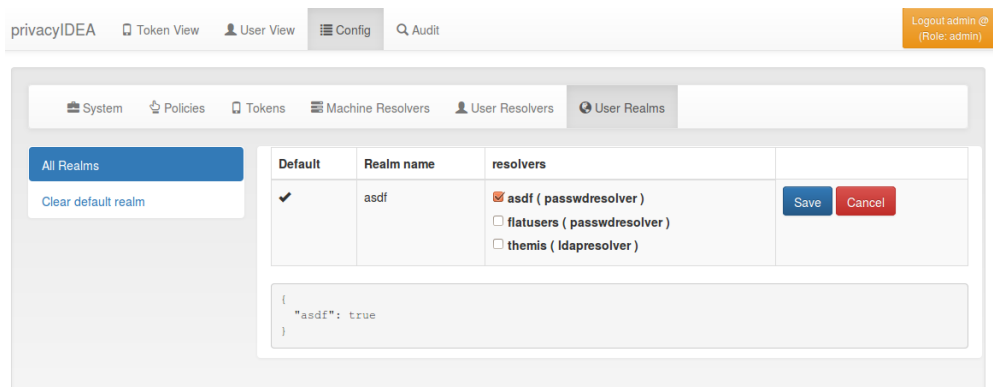 privacyIDEA Token View User View Config Audit Logout admin @
(Role: admin)
System Policies Tokens Machine Resolvers User Resolvers User Realms
All Realms
Clear default realm
Default Realm name resolvers
asdf asdf ( passwdresolver ) Save Cancel
flatusers ( passwdresolver )
themis ( ldapresolver )
{
"asdf": true
}